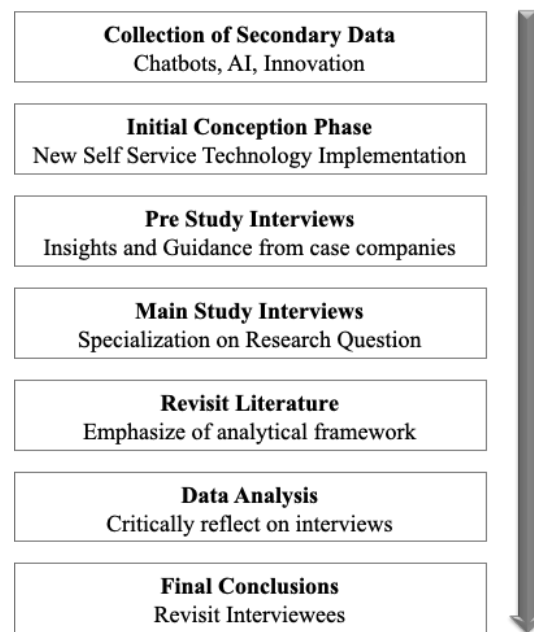 Collection of Secondary Data
Chatbots, AI, Innovation
Initial Conception Phase
New Self Service Technology Implementation
Pre Study Interviews
Insights and Guidance from case companies
Main Study Interviews
Specialization on Research Question
Revisit Literature
Emphasize of analytical framework
Data Analysis
Critically reflect on interviews
Final Conclusions
Revisit Interviewees